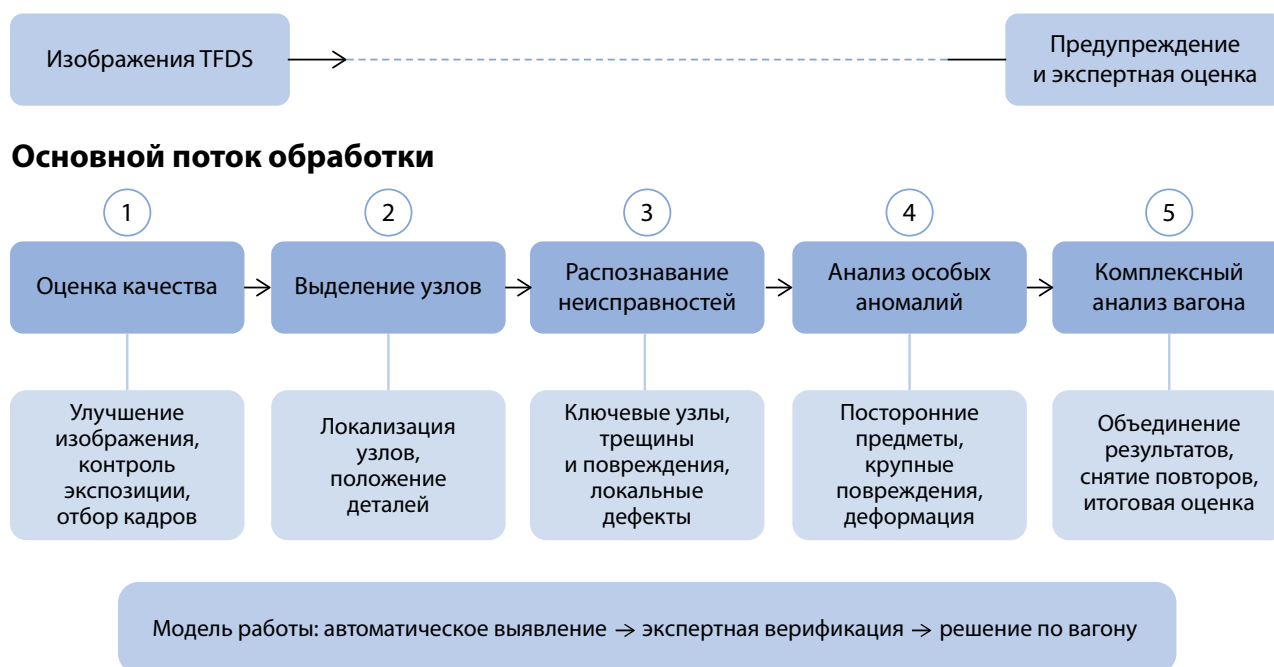 Изображения TFDS
Предупреждение
и экспертная оценка
Основной поток обработки
1
2
3
4
5
Оценка качества
Выделение узлов
Распознавание
неисправностей
Анализ особых
аномалий
Комплексный
анализ вагона
Улучшение
изображения,
контроль
экспозиции,
отбор кадров
Локализация
узлов,
положение
деталей
Ключевые узлы,
трещины
и повреждения,
локальные
дефекты
Посторонние
предметы,
крупные
повреждения,
деформация
Объединение
результатов,
снятие повторов,
итоговая оценка
Модель работы: автоматическое выявление → экспертная верификация → решение по вагону